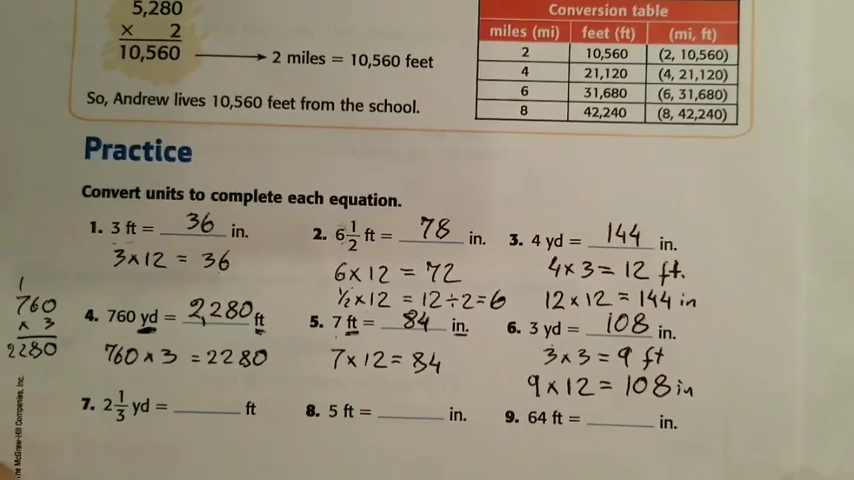 5,280
× 2
10,560 → 2 miles = 10,560 feet
So, Andrew lives 10,560 feet from the school.
Conversion table
miles (mi) feet (ft) (mi, ft)
2 10,560 (2, 10,560)
4 21,120 (4, 21,120)
6 31,680 (6, 31,680)
8 42,240 (8, 42,240)
Practice
Convert units to complete each equation.
1. 3 ft = 36 in.
3 × 12 = 36
2. 6 1/2 ft = 78 in.
6 × 12 = 72
1/2 × 12 = 12 ÷ 2 = 6
3. 4 yd = 144 in.
4 × 3 = 12 ft.
12 × 12 = 144 in
1
760
× 3
2280
4. 760 yd = 2,280 ft
760 × 3 = 2280
5. 7 ft = 84 in.
7 × 12 = 84
6. 3 yd = 108 in.
3 × 3 = 9 ft
9 × 12 = 108 in
7. 2 1/3 yd = ______ ft
8. 5 ft = ______ in.
9. 64 ft = ______ in.
McGraw-Hill Companies, Inc.